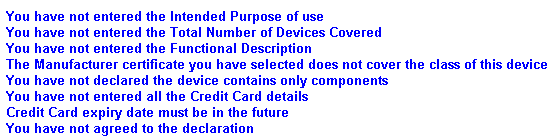 You have not entered the Intended Purpose of use
You have not entered the Total Number of Devices Covered
You have not entered the Functional Description
The Manufacturer certificate you have selected does not cover the class of this device
You have not declared the device contains only components
You have not entered all the Credit Card details
Credit Card expiry date must be in the future
You have not agreed to the declaration